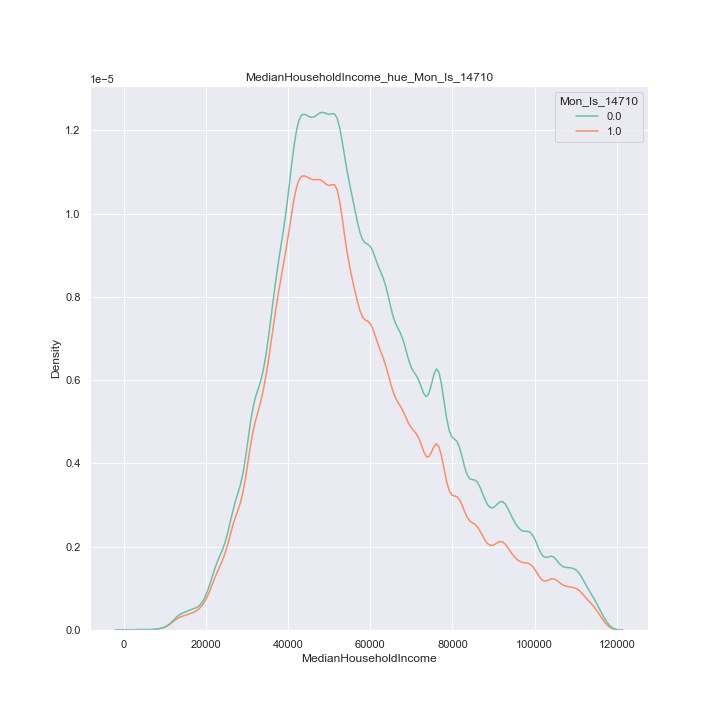 MedianHouseholdIncome_hue_Mon_Is_14710
1e−5
Mon_Is_14710
0.0
1.0
1.2
1.0
0.8
0.6
0.4
0.2
0.0
Density
0 20000 40000 60000 80000 100000 120000
MedianHouseholdIncome